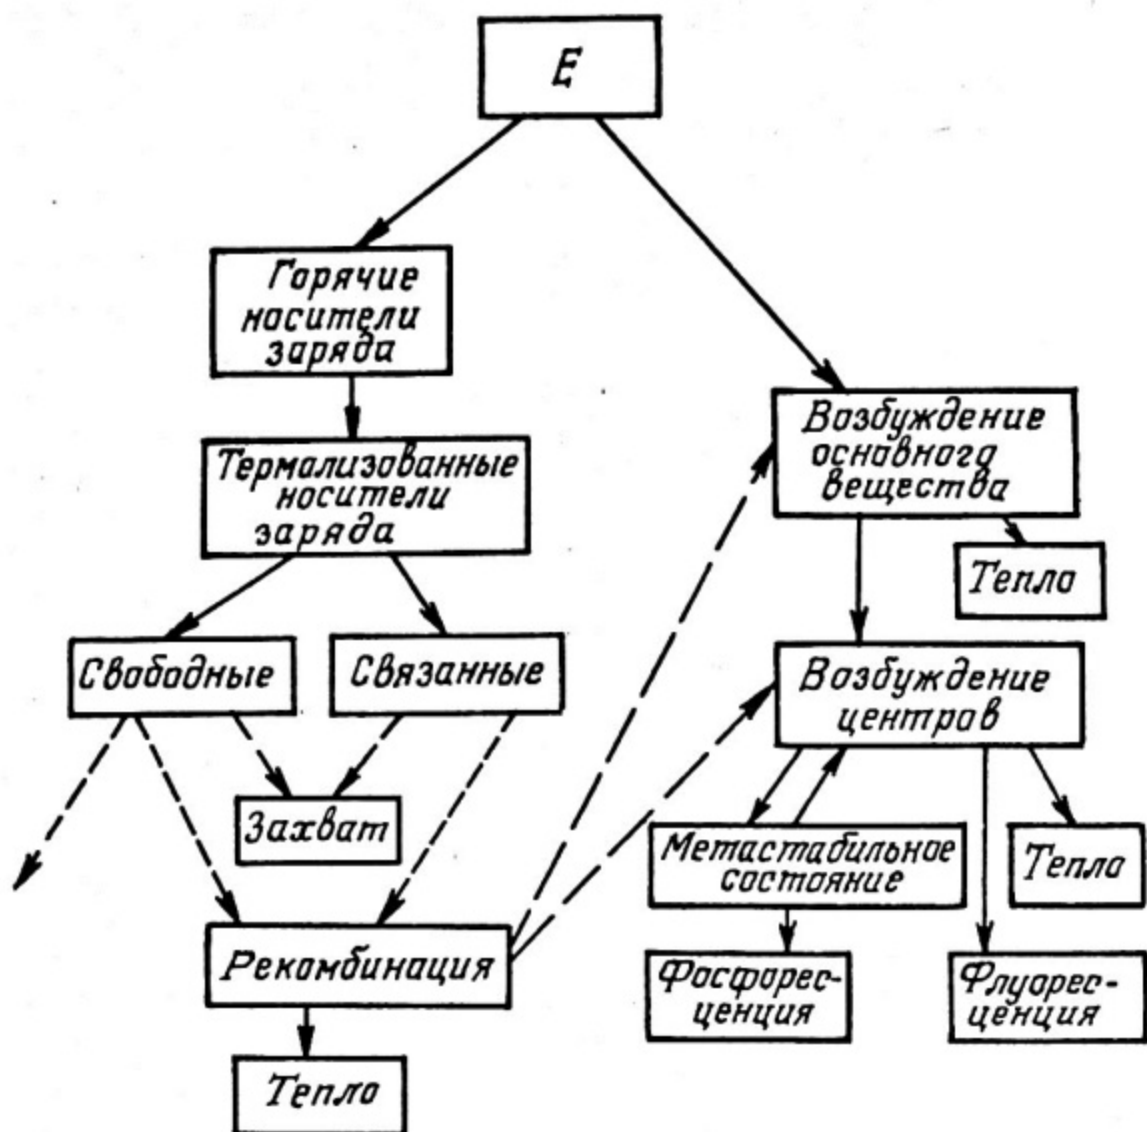 E
Горячие
носители
заряда
Возбуждение
основного
вещества
Термализованные
носители
заряда
Тепло
Свободные
Связанные
Возбуждение
центров
Захват
Метастабильное
состояние
Тепло
Рекомбинация
Фосфорес-
ценция
Флуорес-
ценция
Тепло